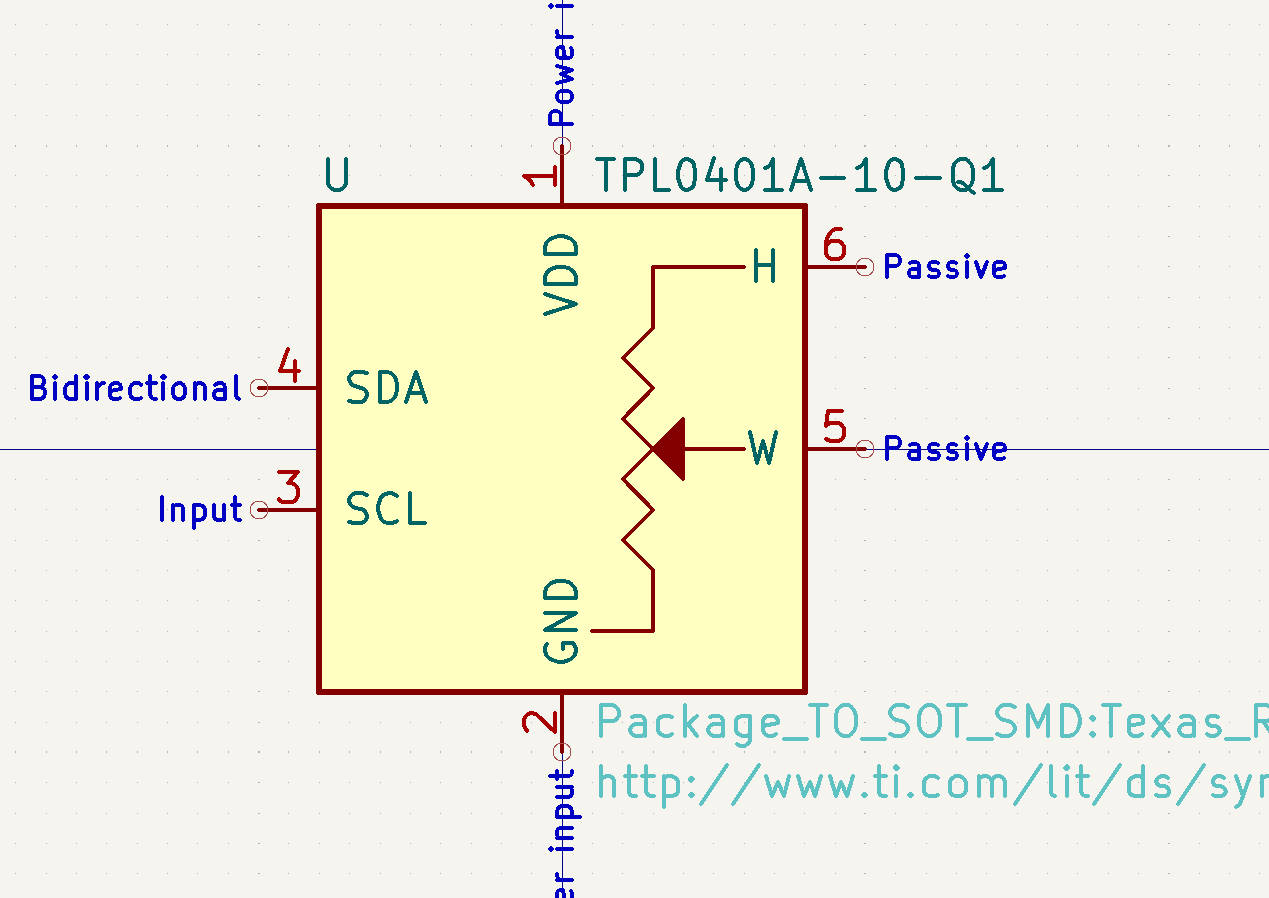 Power i
U
1
TPL0401A-10-Q1
VDD
H
6
Passive
Bidirectional
4
SDA
W
5
Passive
Input
3
SCL
GND
2
Package_TO_SOT_SMD:Texas_R
http://www.ti.com/lit/ds/sy
er input